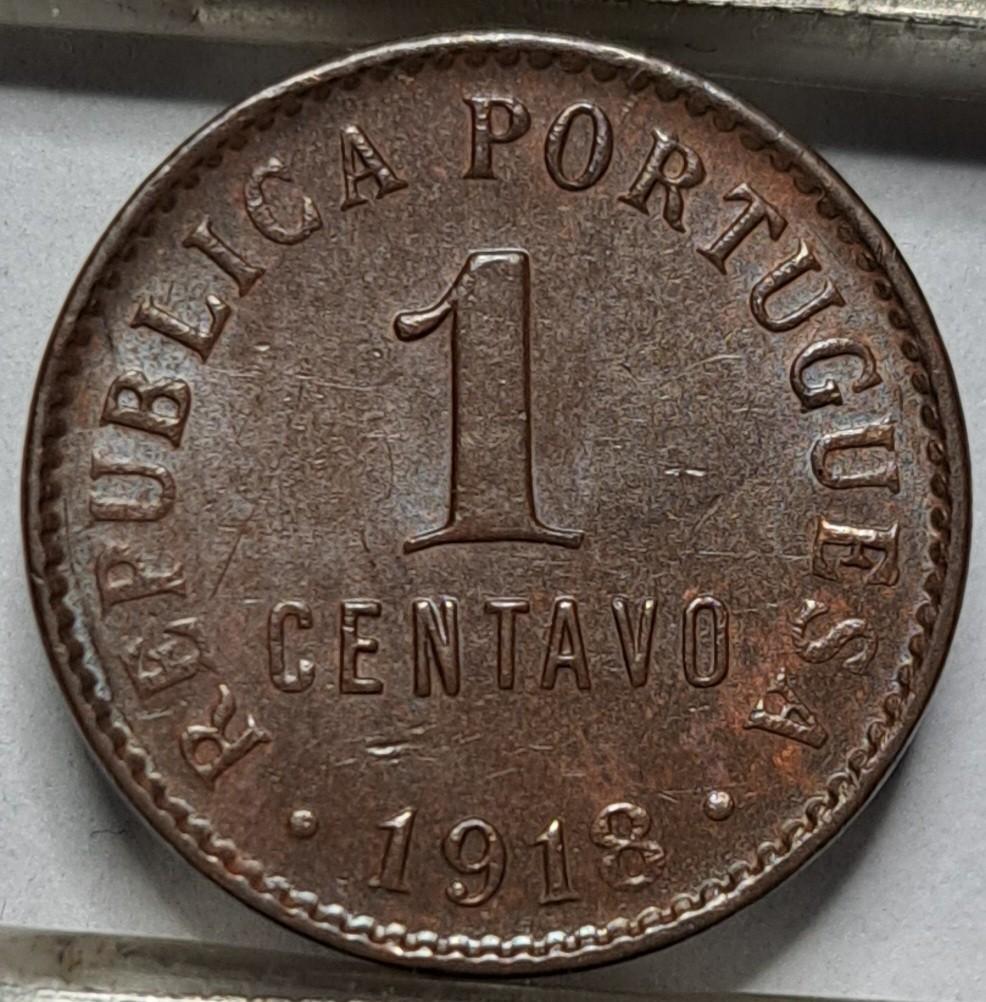 REPUBLICA PORTUGUESA
1
CENTAVO
· 1918 ·